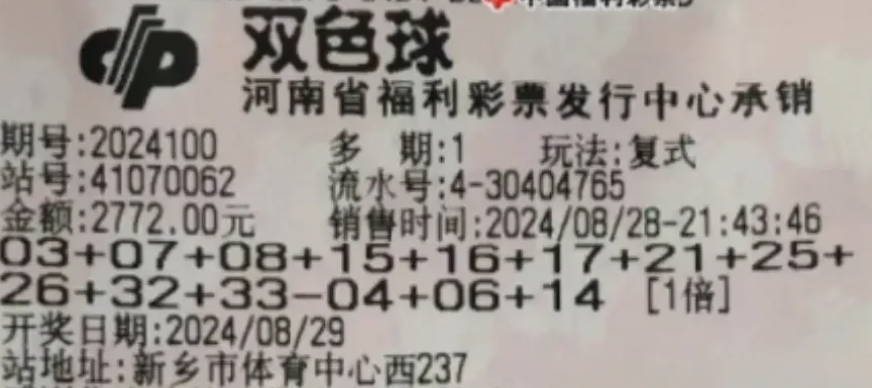 双色球
河南省福利彩票发行中心承销
期号:2024100 多 期:1 玩法:复式
站号:41070062 流水号:4-30404765
金额:2772.00元 销售时间:2024/08/28-21:43:46
03+07+08+15+16+17+21+25+
26+32+33-04+06+14 [1倍]
开奖日期:2024/08/29
站地址:新乡市体育中心西237